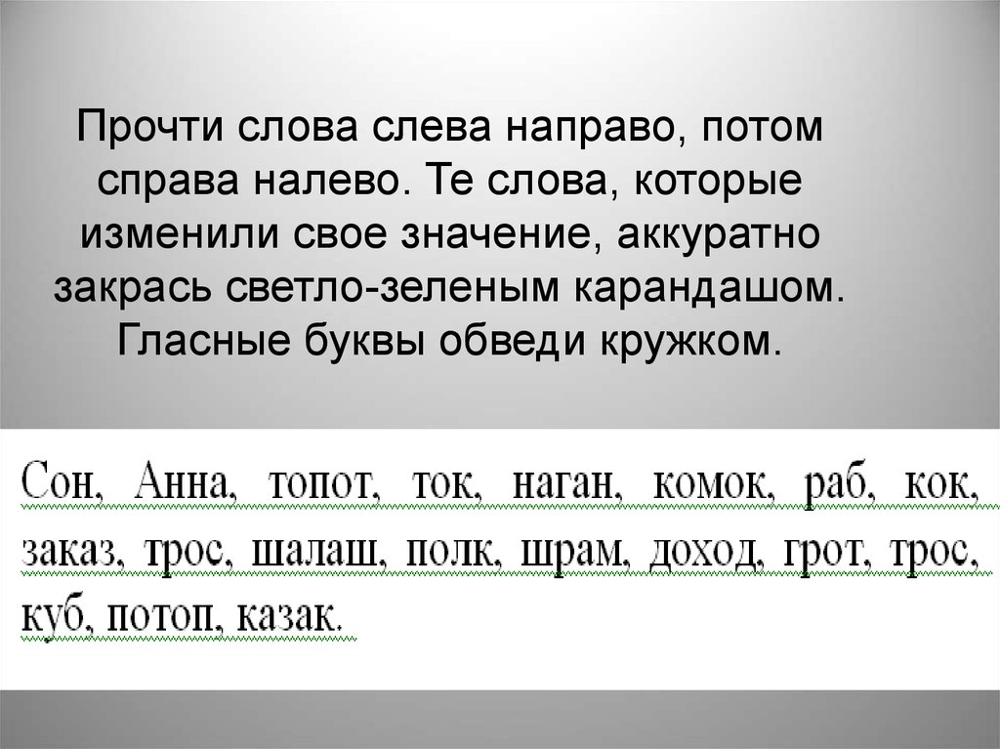 Прочти слова слева направо, потом
справа налево. Те слова, которые
изменили свое значение, аккуратно
закрась светло-зеленым карандашом.
Гласные буквы обведи кружком.
Сон, Анна, топот, ток, наган, комок, раб, кок,
заказ, трос, шалаш, полк, шрам, доход, грот, трос,
куб, потоп, казак.